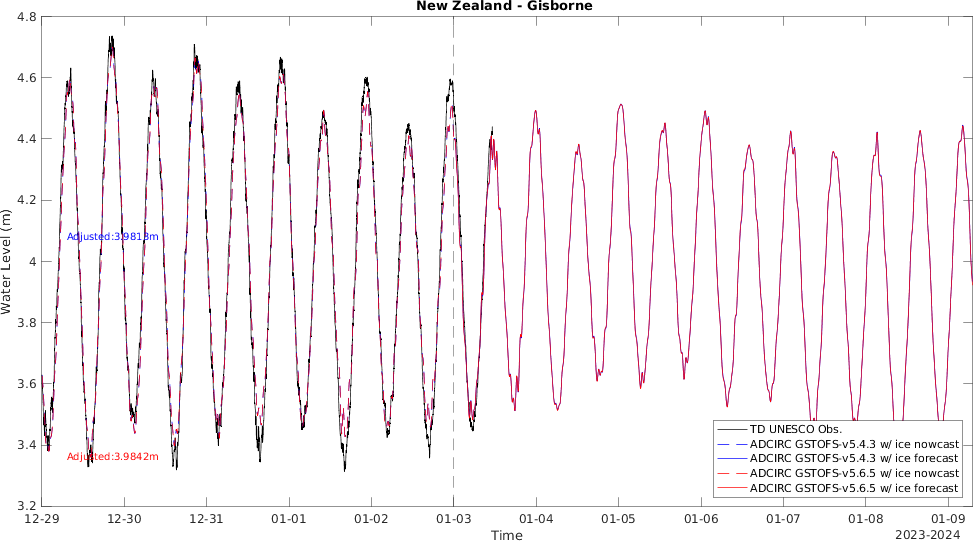 New Zealand - Gisborne
4.8
4.6
4.4
4.2
4
3.8
3.6
3.4
3.2
Water Level (m)
Adjusted:3.9813m
Adjusted:3.9842m
TD UNESCO Obs.
ADCIRC GSTOFS-v5.4.3 w/ ice nowcast
ADCIRC GSTOFS-v5.4.3 w/ ice forecast
ADCIRC GSTOFS-v5.6.5 w/ ice nowcast
ADCIRC GSTOFS-v5.6.5 w/ ice forecast
12-29 12-30 12-31 01-01 01-02 01-03 01-04 01-05 01-06 01-07 01-08 01-09
Time
2023-2024